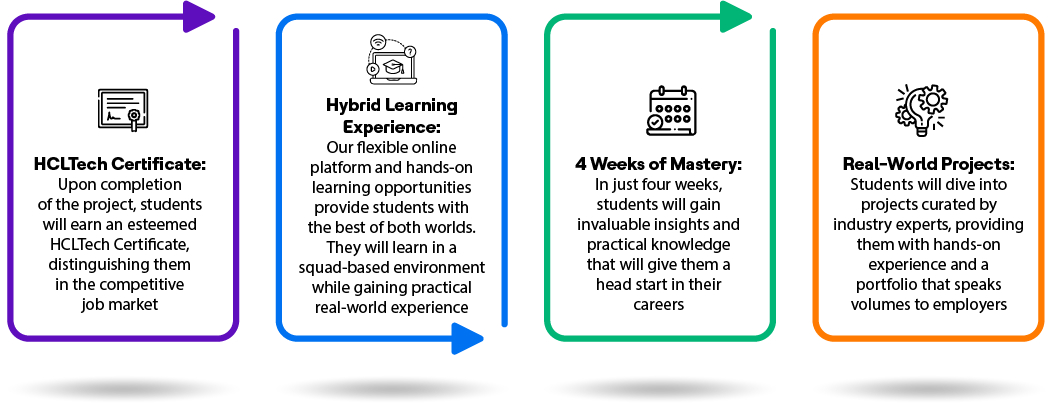 HCLTech Certificate:
Upon completion
of the project, students
will earn an esteemed
HCLTech Certificate,
distinguishing them
in the competitive
job market
Hybrid Learning
Experience:
Our flexible online
platform and hands-on
learning opportunities
provide students with
the best of both worlds.
They will learn in a
squad-based environment
while gaining practical
real-world experience
4 Weeks of Mastery:
In just four weeks,
students will gain
invaluable insights and
practical knowledge
that will give them a
head start in their
careers
Real-World Projects:
Students will dive into
projects curated by
industry experts, providing
them with hands-on
experience and a
portfolio that speaks
volumes to employers